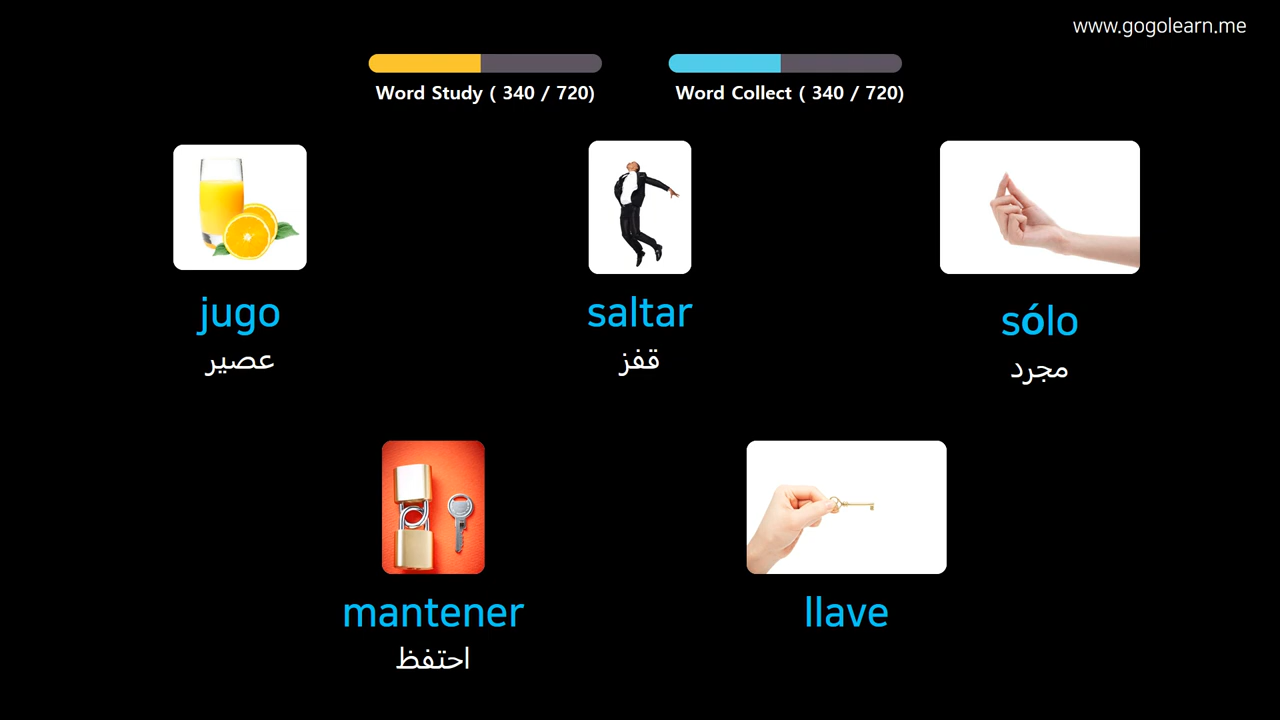 www.gogolearn.me
Word Study ( 340 / 720)
Word Collect ( 340 / 720)
jugo
عصير
saltar
قفز
sólo
مجرد
mantener
احتفظ
llave